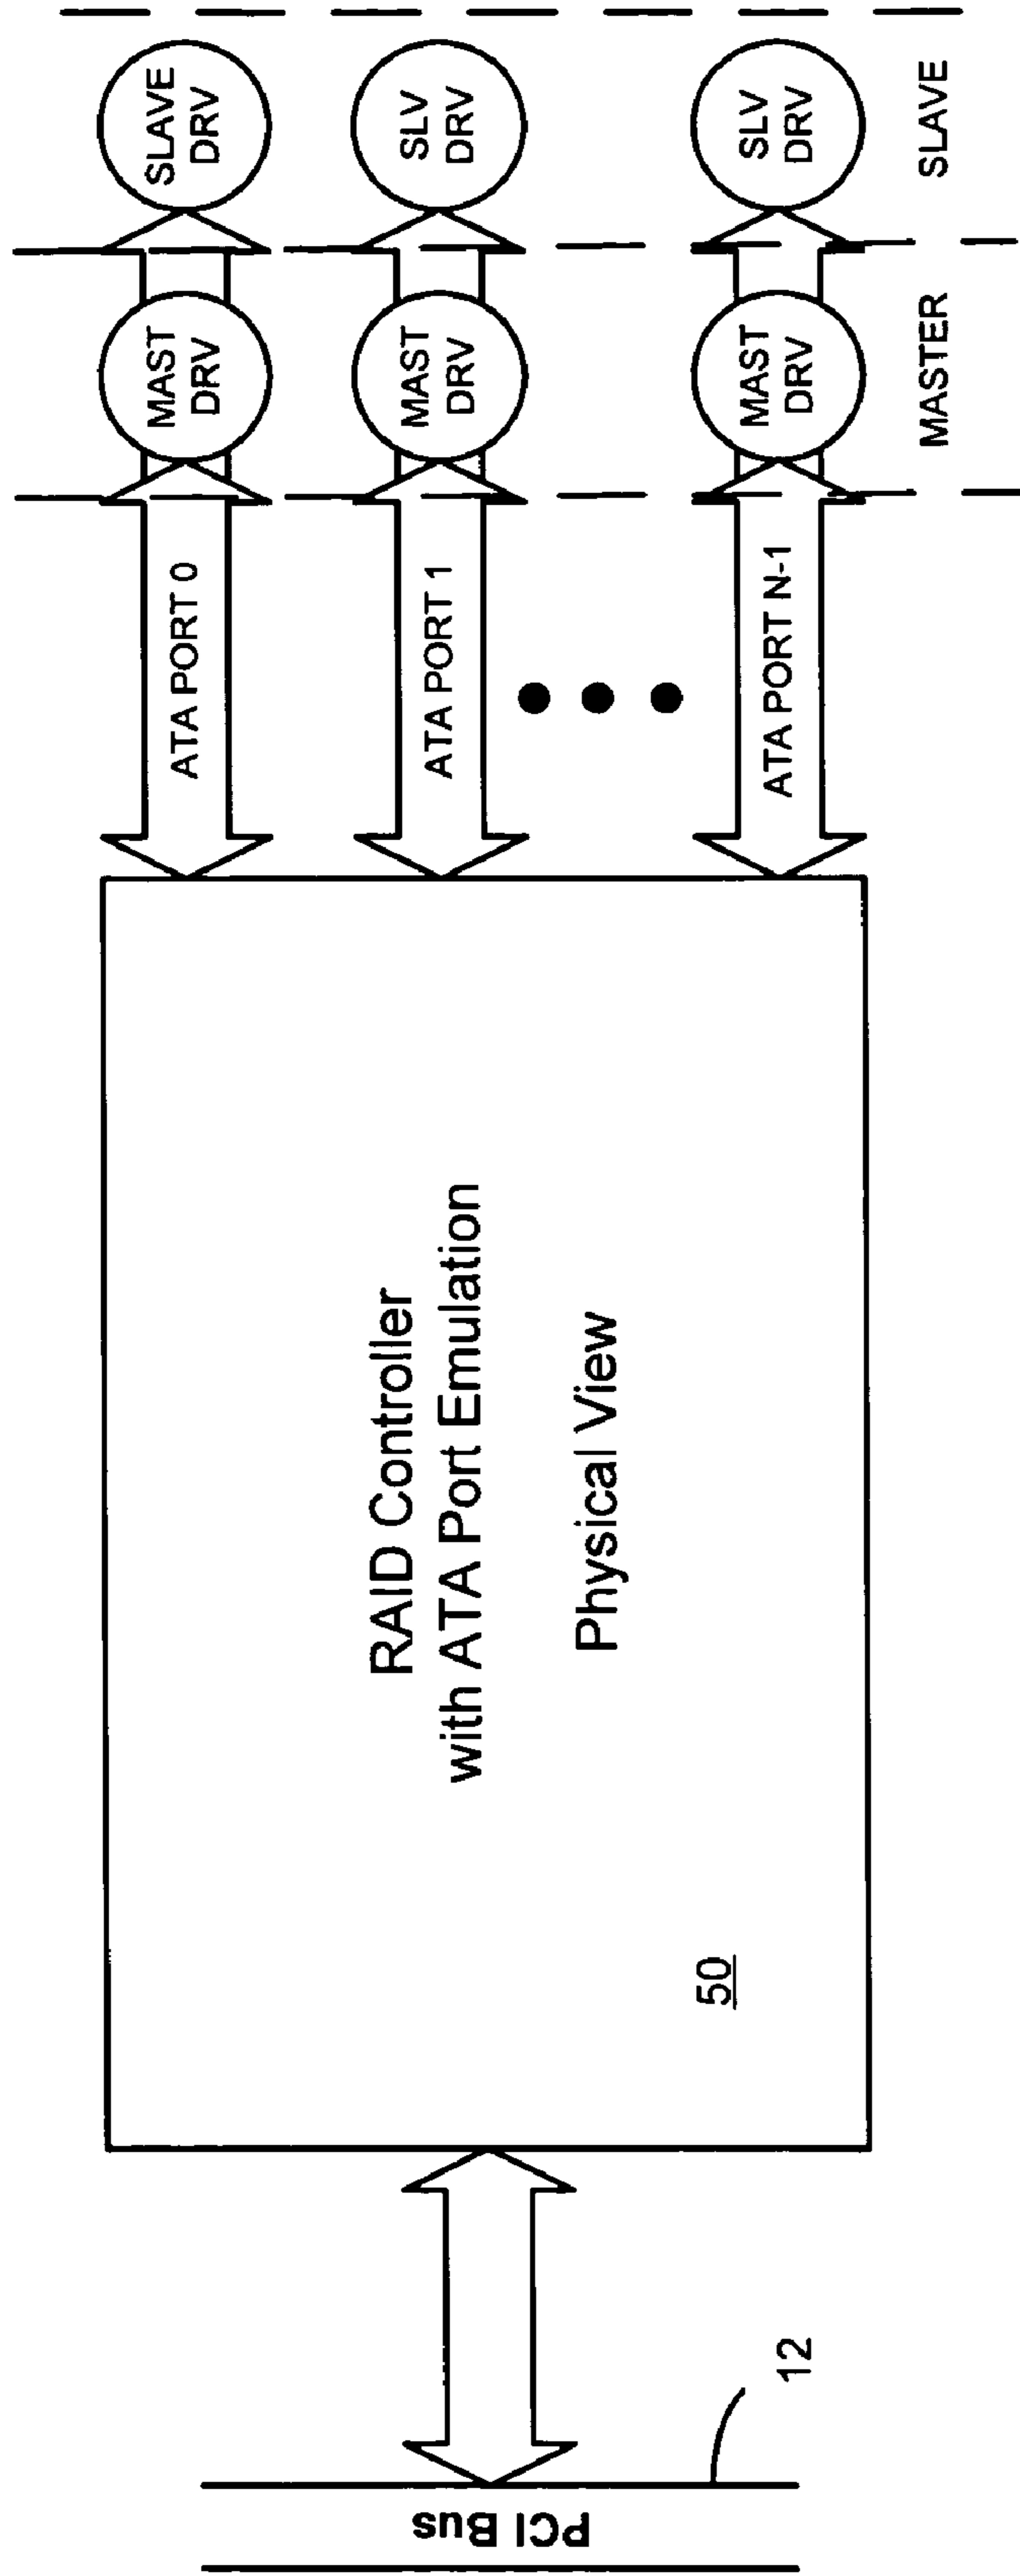 PCI Bus
12
RAID Controller
with ATA Port Emulation
Physical View
50
ATA PORT 0
ATA PORT 1
ATA PORT N-1
MAST
DRV
MAST
DRV
MAST
DRV
MASTER
SLAVE
DRV
SLV
DRV
SLV
DRV
SLAVE